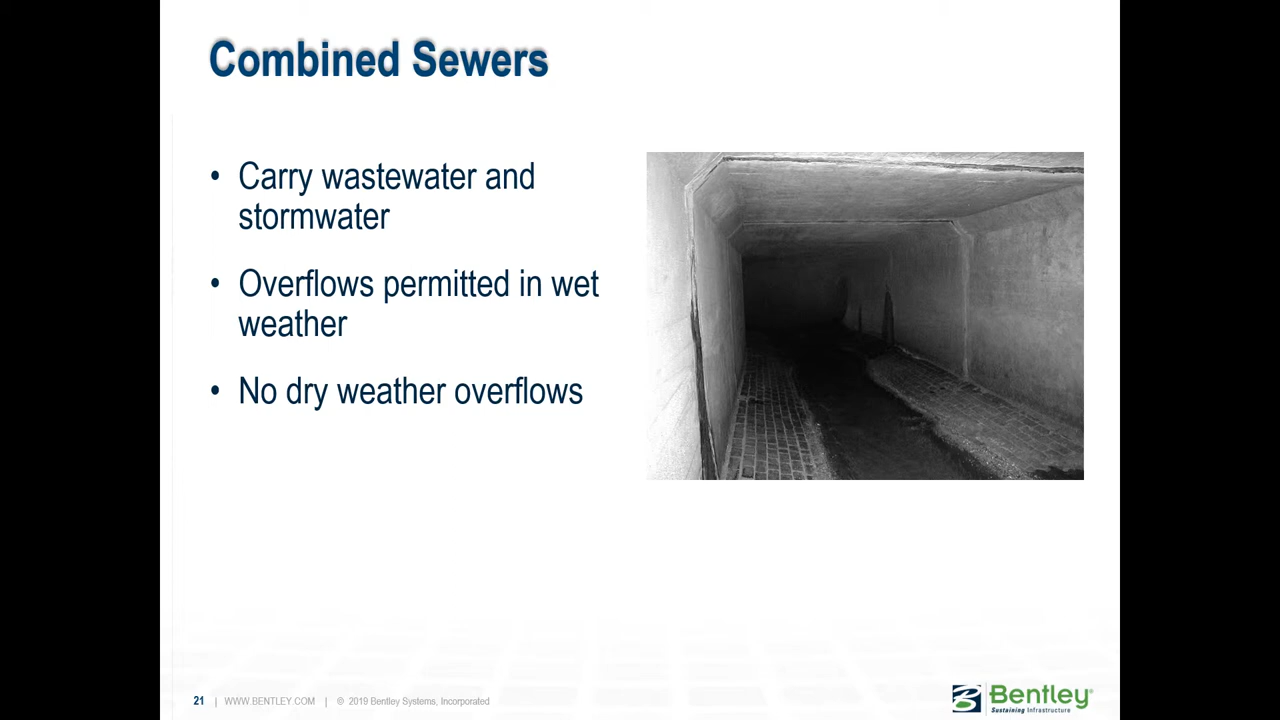 Combined Sewers
• Carry wastewater and
stormwater
• Overflows permitted in wet
weather
• No dry weather overflows
21 | WWW.BENTLEY.COM | © 2019 Bentley Systems, Incorporated
Bentley®
Sustaining Infrastructure